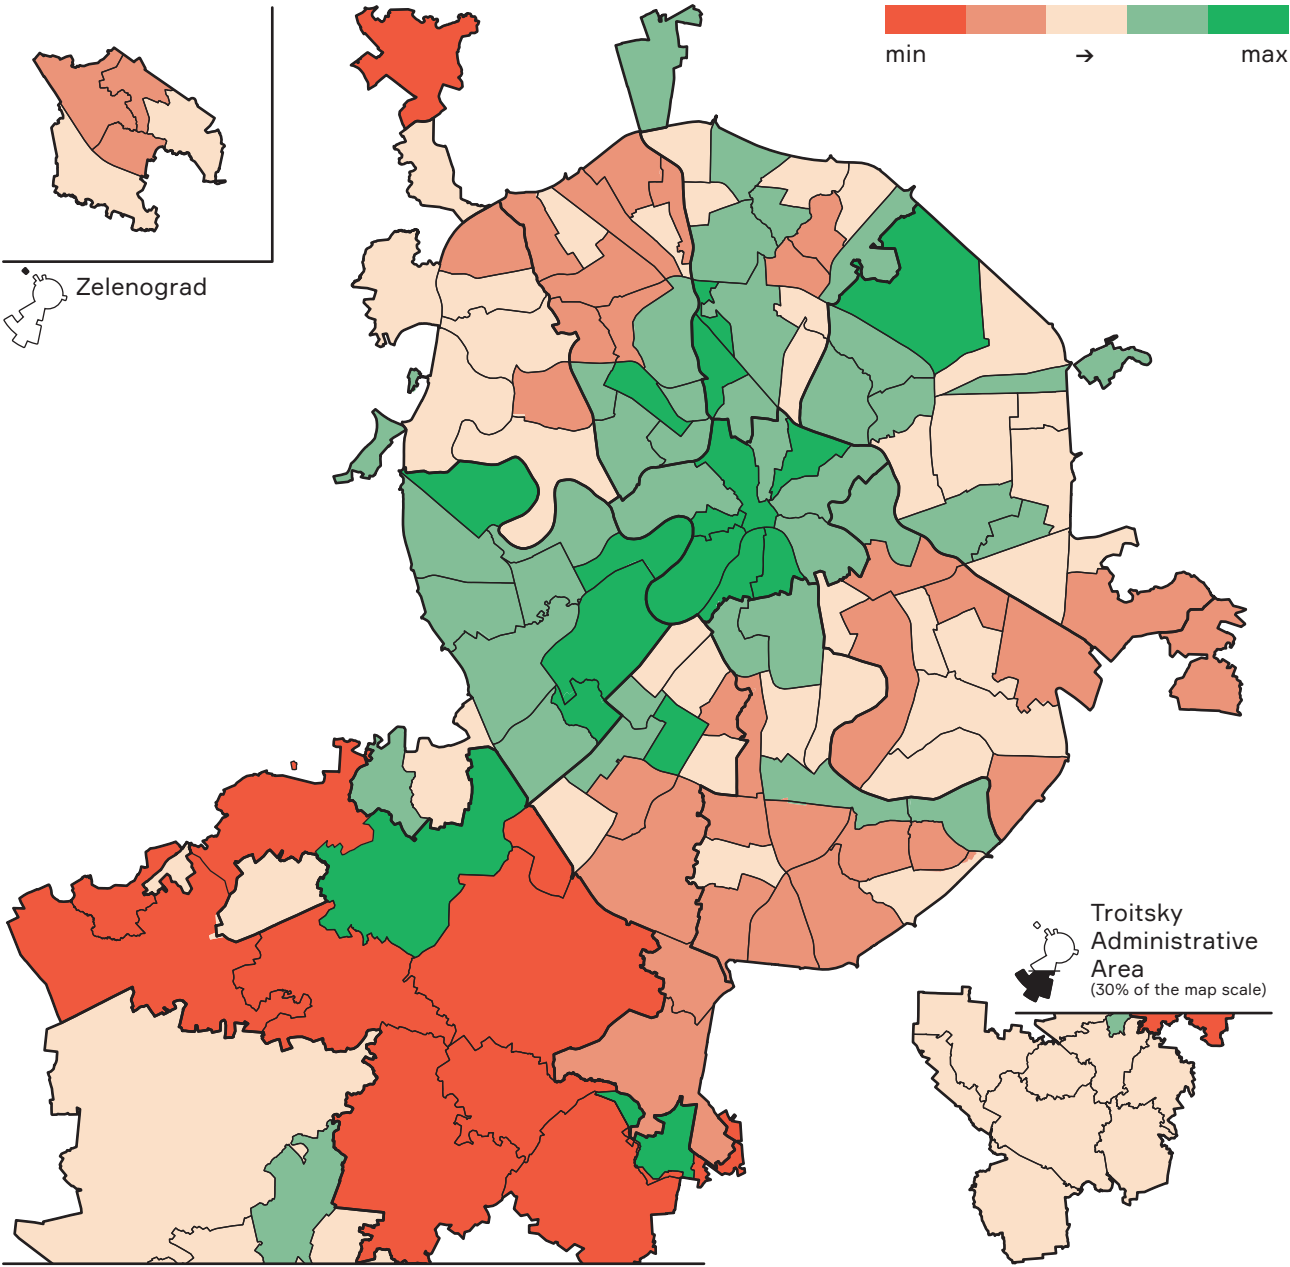 min → max
Zelenograd
Troitsky
Administrative
Area
(30% of the map scale)